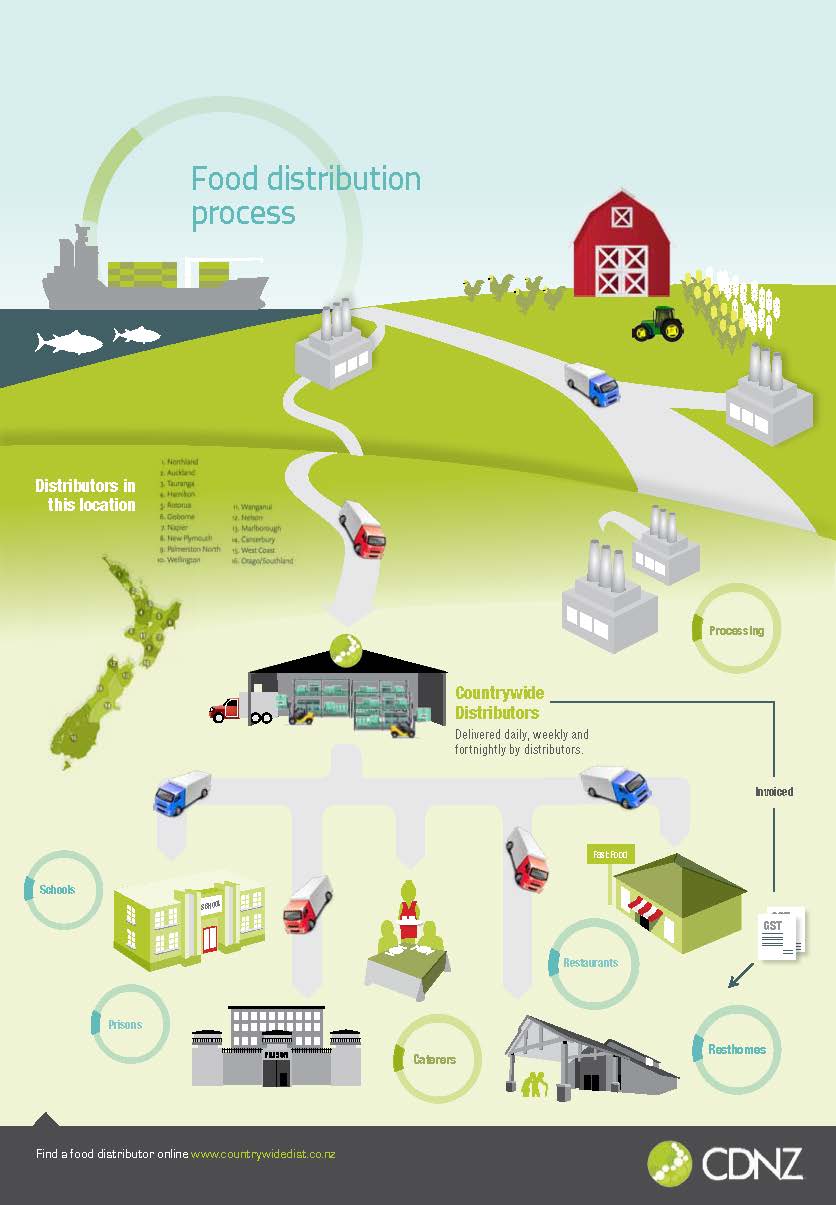 Food distribution
process
Distributors in
this location
1. Northland
2. Auckland
3. Tauranga
4. Hamilton
5. Rotorua
6. Gisborne
7. Napier
8. New Plymouth
9. Palmerston North
10. Wellington
11. Wanganui
12. Nelson
13. Marlborough
14. Canterbury
15. West Coast
16. Otago/Southland
Processing
Countrywide
Distributors
Delivered daily, weekly and
fortnightly by distributors.
Invoiced
Fast Food
Schools
SCHOOL
GST
GST
Restaurants
Prisons
PRISON
Caterers
Resthomes
Find a food distributor online www.countrywidedist.co.nz
CDNZ